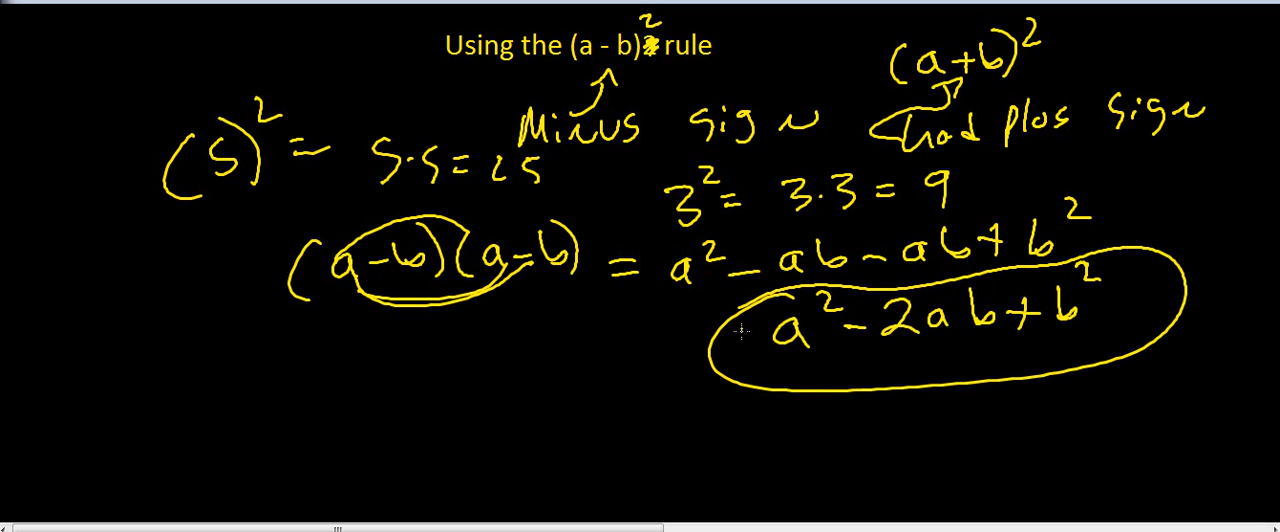 Using the (a - b)² rule
(a+b)²
Minus sign had plus sign
(5)² = 5·5 = 25
3² = 3·3 = 9
(a-b)(a-b) = a² - ab - ab + b²
a² - 2ab + b²